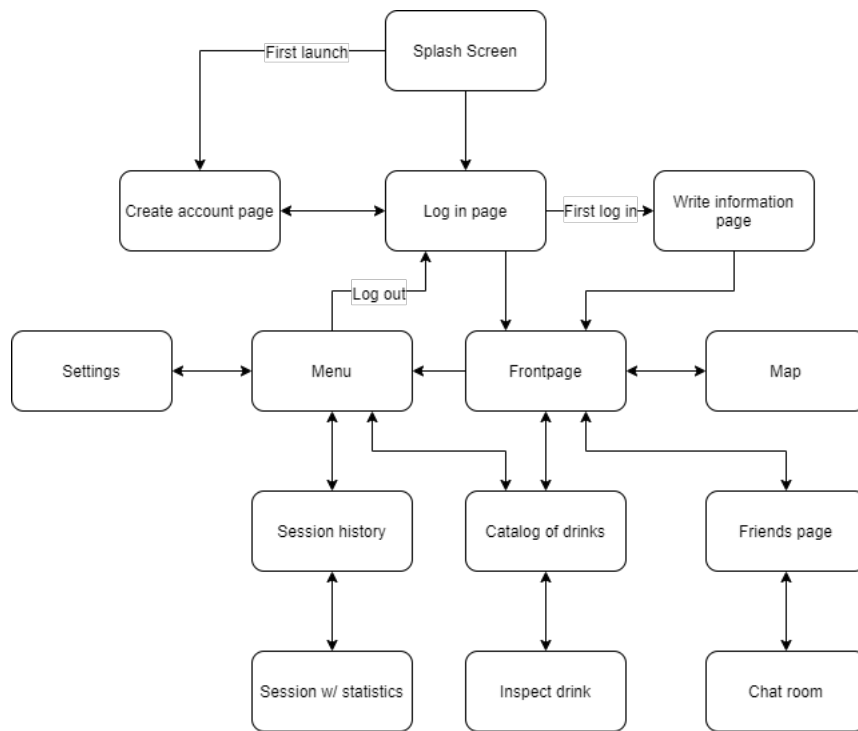 First launch
Splash Screen
Create account page
Log in page
First log in
Write information
page
Log out
Settings
Menu
Frontpage
Map
Session history
Catalog of drinks
Friends page
Session w/ statistics
Inspect drink
Chat room